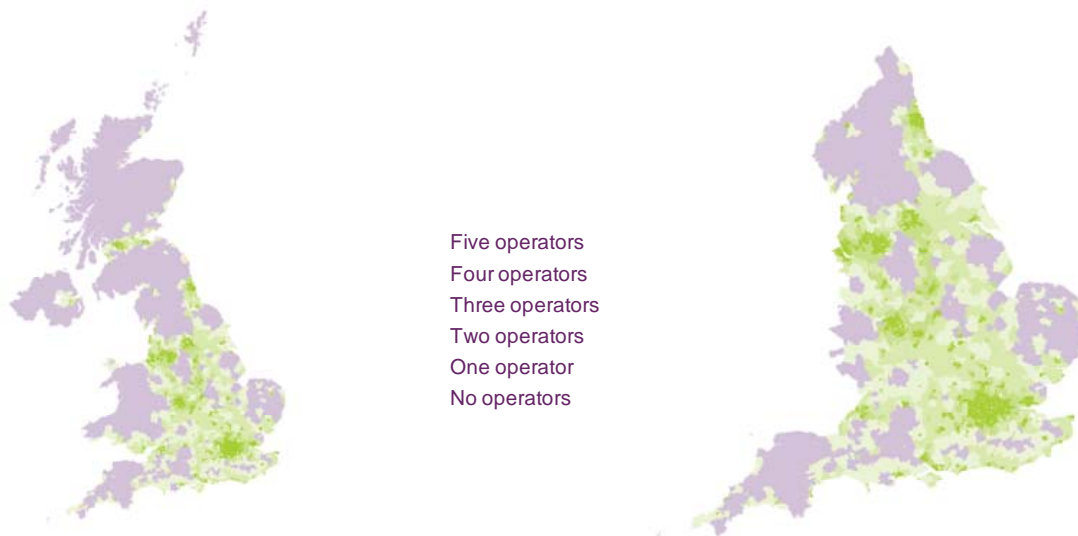 Five operators
Four operators
Three operators
Two operators
One operator
No operators